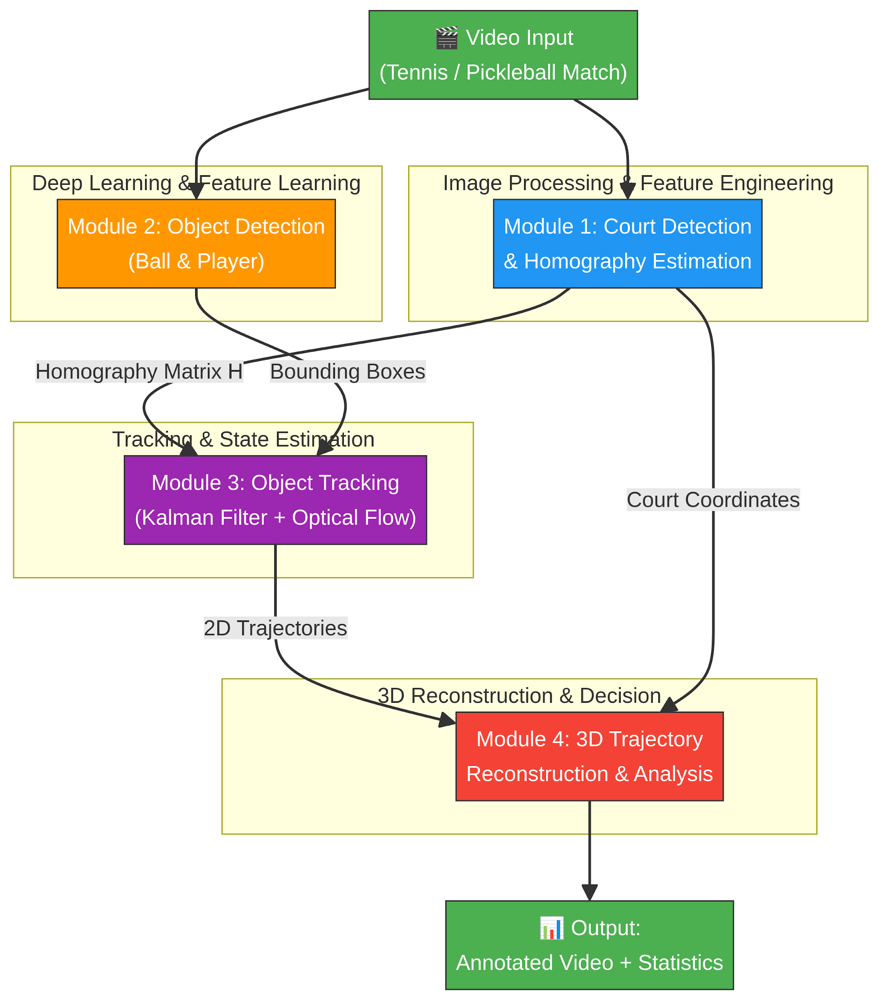 🎬 Video Input
(Tennis / Pickleball Match)
Deep Learning & Feature Learning
Module 2: Object Detection
(Ball & Player)
Image Processing & Feature Engineering
Module 1: Court Detection
& Homography Estimation
Homography Matrix H
Bounding Boxes
Tracking & State Estimation
Module 3: Object Tracking
(Kalman Filter + Optical Flow)
Court Coordinates
2D Trajectories
3D Reconstruction & Decision
Module 4: 3D Trajectory
Reconstruction & Analysis
📊 Output:
Annotated Video + Statistics